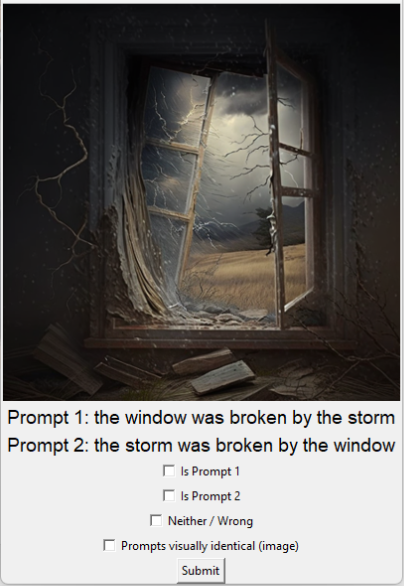 Prompt 1: the window was broken by the storm
Prompt 2: the storm was broken by the window
Is Prompt 1
Is Prompt 2
Neither / Wrong
Prompts visually identical (image)
Submit